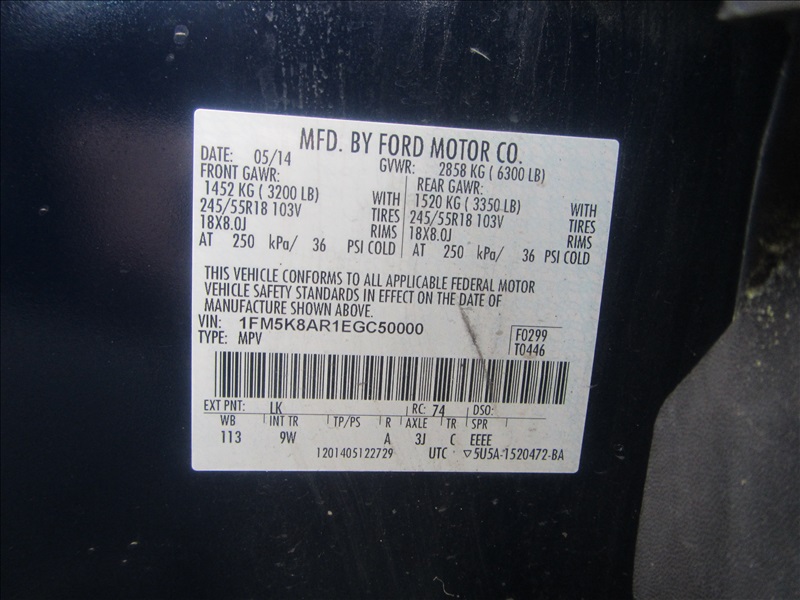 MFD. BY FORD MOTOR CO.
DATE: 05/14 GVWR: 2858 KG ( 6300 LB)
FRONT GAWR: REAR GAWR:
1452 KG ( 3200 LB) WITH 1520 KG ( 3350 LB) WITH
245/55R18 103V TIRES 245/55R18 103V TIRES
18X8.0J RIMS 18X8.0J RIMS
AT 250 kPa/ 36 PSI COLD AT 250 kPa/ 36 PSI COLD
THIS VEHICLE CONFORMS TO ALL APPLICABLE FEDERAL MOTOR
VEHICLE SAFETY STANDARDS IN EFFECT ON THE DATE OF
MANUFACTURE SHOWN ABOVE.
VIN: 1FM5K8AR1EGC50000 F0299
TYPE: MPV T0446
EXT PNT: LK RC: 74 DSO:
WB INT TR TP/PS R AXLE TR SPR
113 9W A 3J C EEEE
1201405122729 UTC ▽5U5A-1520472-BA